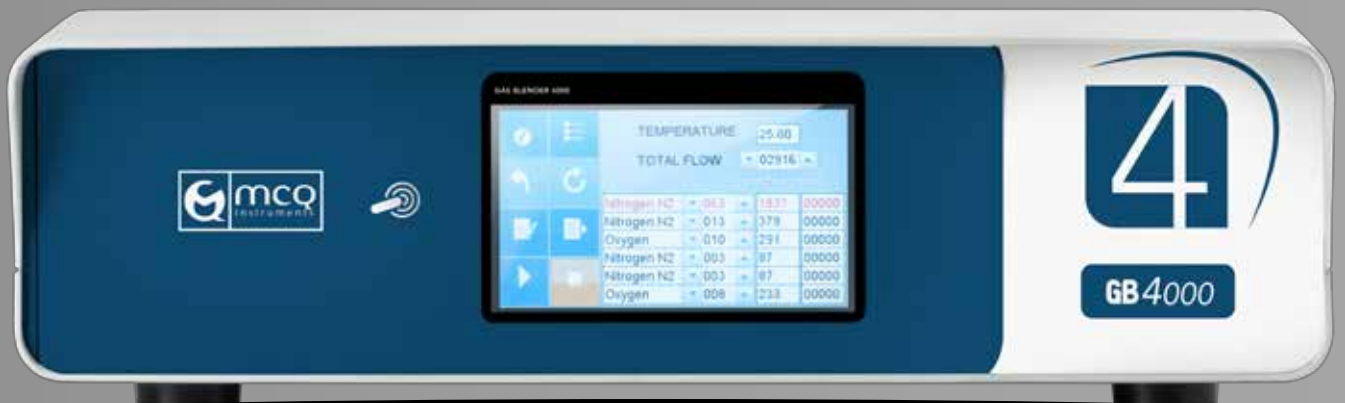 GAS BLENDER 4000
TEMPERATURE 25.00
TOTAL FLOW 02916
Nitrogen N2 063 1837 00000
Nitrogen N2 013 379 00000
Oxygen 010 291 00000
Nitrogen N2 003 87 00000
Nitrogen N2 003 87 00000
Oxygen 008 233 00000
mcq
instruments
4
GB4000